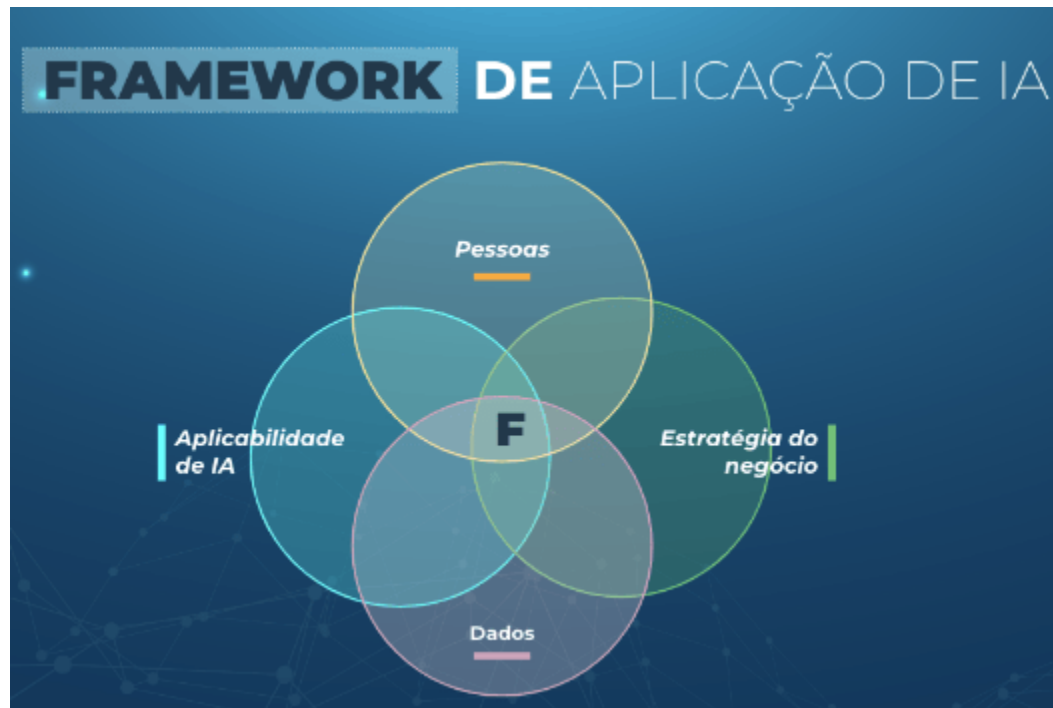 FRAMEWORK DE APLICAÇÃO DE IA
Pessoas
Aplicabilidade
de IA
F
Estratégia do
negócio
Dados